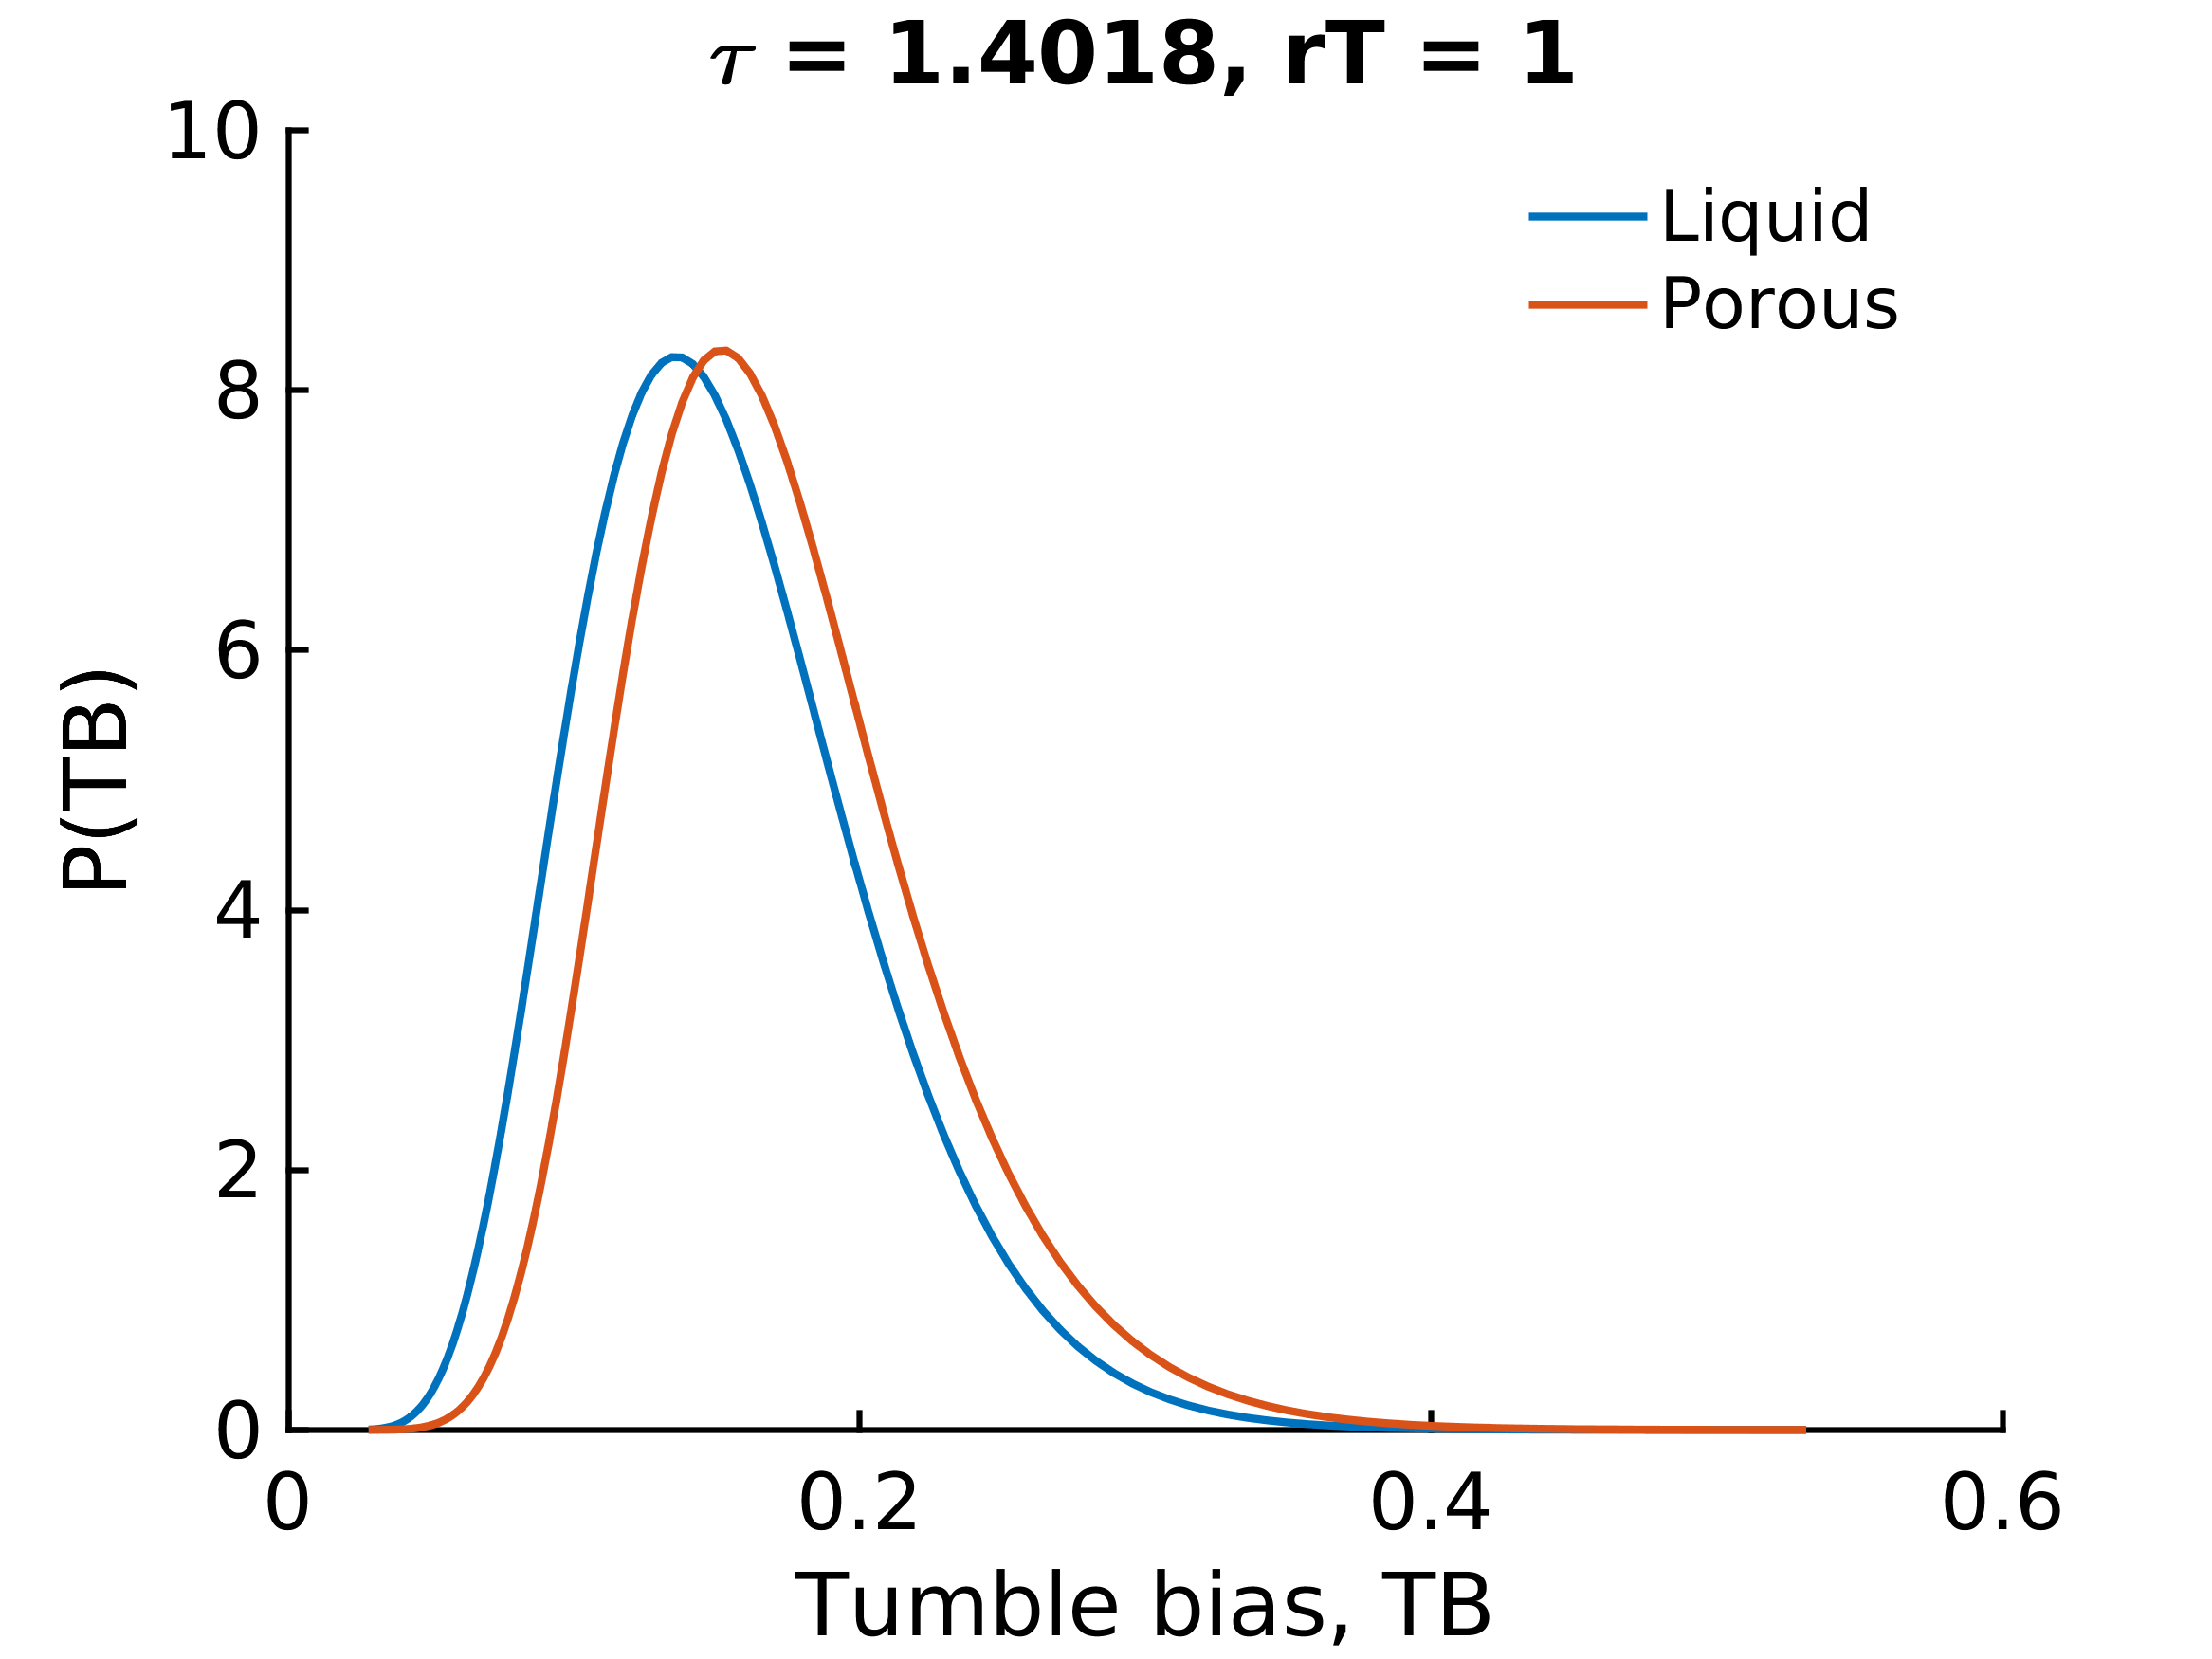 τ = 1.4018, rT = 1
10
8
6
4
2
0
P(TB)
Liquid
Porous
0 0.2 0.4 0.6
Tumble bias, TB